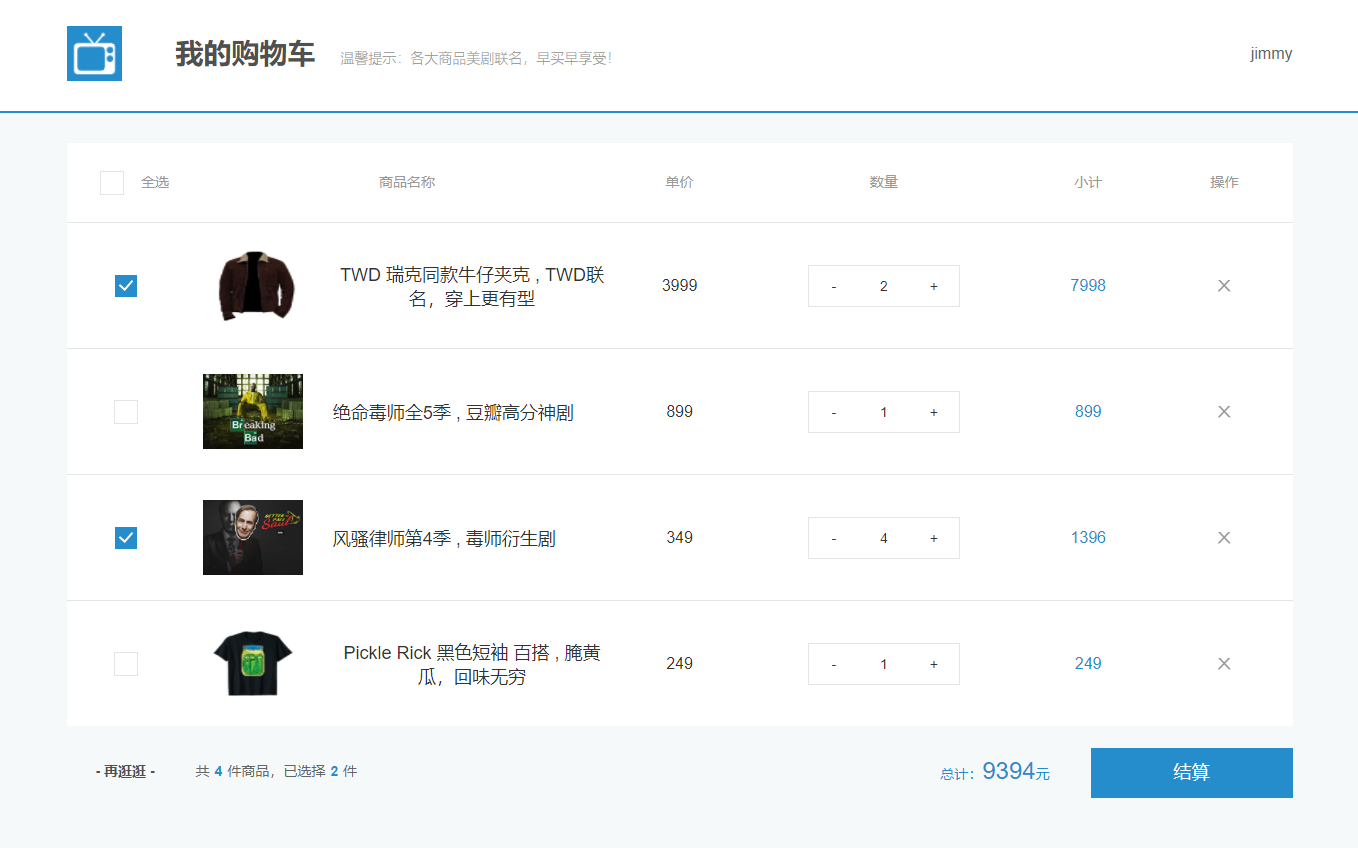 我的购物车 温馨提示：各大商品美剧联名，早买早享受！ jimmy
全选 商品名称 单价 数量 小计 操作
TWD 瑞克同款牛仔夹克 , TWD联
名，穿上更有型
3999 - 2 + 7998
Breaking
Bad
绝命毒师全5季 , 豆瓣高分神剧 899 - 1 + 899
BETTER
CALL
Saul
风骚律师第4季 , 毒师衍生剧 349 - 4 + 1396
Pickle Rick 黑色短袖 百搭 , 腌黄
瓜，回味无穷
249 - 1 + 249
- 再逛逛 - 共 4 件商品，已选择 2 件 总计：9394元 结算